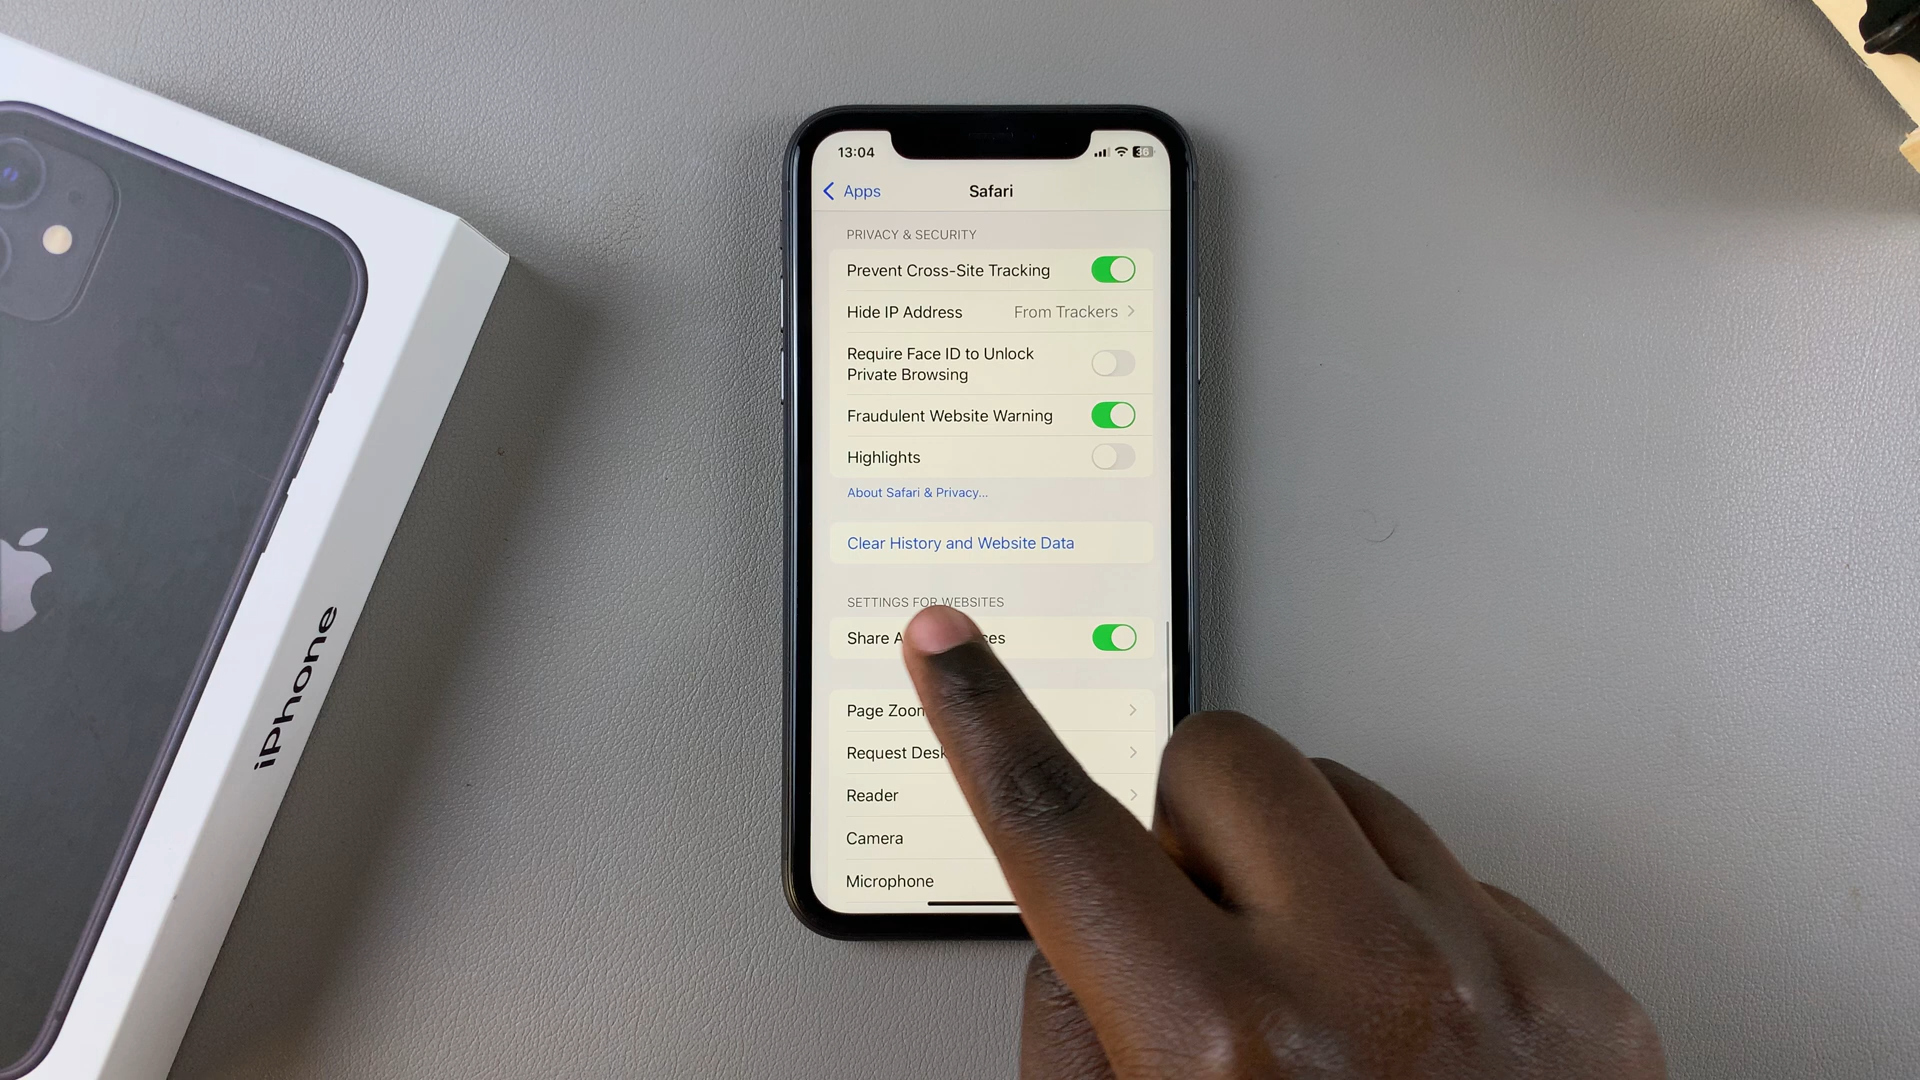 13:04
36
Apps
Safari
PRIVACY & SECURITY
Prevent Cross-Site Tracking
Hide IP Address From Trackers
Require Face ID to Unlock
Private Browsing
Fraudulent Website Warning
Highlights
About Safari & Privacy...
Clear History and Website Data
SETTINGS FOR WEBSITES
Share
Page
Request
Reader
Camera
Microphone
iPhone